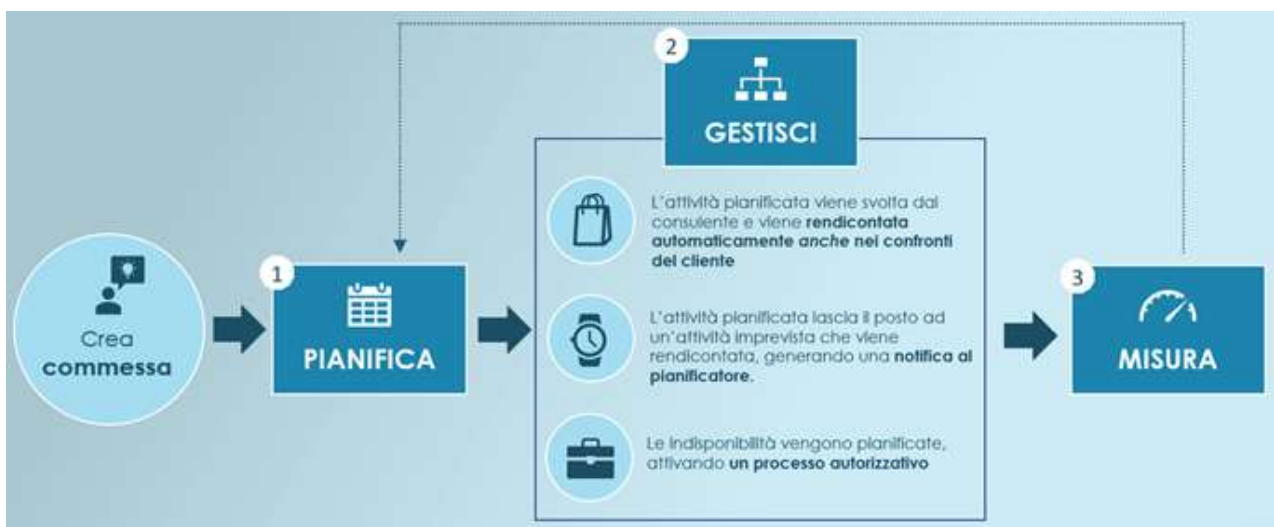 Crea
commessa
1
PIANIFICA
2
GESTISCI
L'attività pianificata viene svolta dal
consulente e viene rendicontata
automaticamente anche nei confronti
del cliente
L'attività pianificata lascia il posto ad
un'attività imprevista che viene
rendicontata, generando una notifica al
pianificatore.
Le indisponibilità vengono pianificate,
attivando un processo autorizzativo
3
MISURA